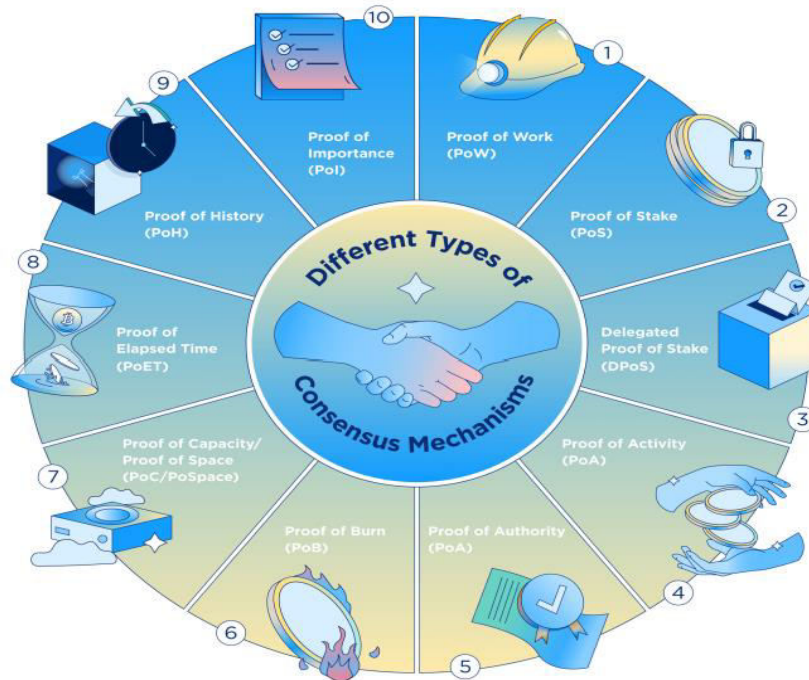 Different Types of
Consensus Mechanisms
1
Proof of Work
(PoW)
2
Proof of Stake
(PoS)
3
Delegated
Proof of Stake
(DPoS)
4
Proof of Activity
(PoA)
5
Proof of Authority
(PoA)
6
Proof of Burn
(PoB)
7
Proof of Capacity/
Proof of Space
(PoC/PoSpace)
8
Proof of
Elapsed Time
(PoET)
9
Proof of History
(PoH)
10
Proof of
Importance
(PoI)